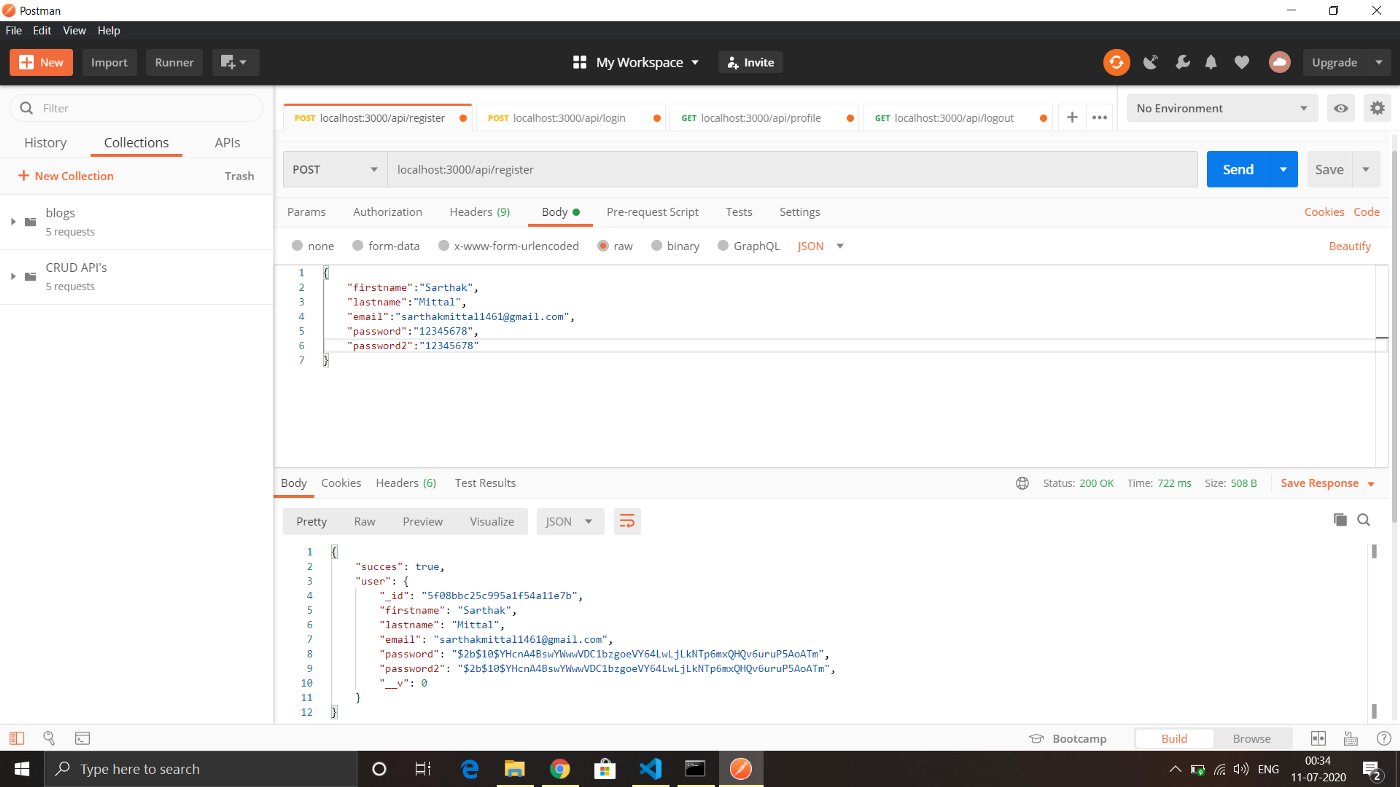 Postman
File Edit View Help
New Import Runner My Workspace Invite Upgrade
Filter
History Collections APIs
New Collection Trash
blogs
5 requests
CRUD API's
5 requests
POST localhost:3000/api/register POST localhost:3000/api/login GET localhost:3000/api/profile GET localhost:3000/api/logout No Environment
POST localhost:3000/api/register Send Save
Params Authorization Headers (9) Body Pre-request Script Tests Settings Cookies Code
none form-data x-www-form-urlencoded raw binary GraphQL JSON Beautify
1 {
2 "firstname":"Sarthak",
3 "lastname":"Mittal",
4 "email":"sarthakmittal1461@gmail.com",
5 "password":"12345678",
6 "password2":"12345678"
7 }
Body Cookies Headers (6) Test Results Status: 200 OK Time: 722 ms Size: 508 B Save Response
Pretty Raw Preview Visualize JSON
1 {
2 "succes": true,
3 "user": {
4 "_id": "5f08bbc25c995a1f54a11e7b",
5 "firstname": "Sarthak",
6 "lastname": "Mittal",
7 "email": "sarthakmittal1461@gmail.com",
8 "password": "$2b$10$YHcnA4BswYWwwVDC1bzgoeVY64LwLjLkNTp6mxQHQv6uruP5AoATm",
9 "password2": "$2b$10$YHcnA4BswYWwwVDC1bzgoeVY64LwLjLkNTp6mxQHQv6uruP5AoATm",
10 "__v": 0
11 }
12 }
Bootcamp Build Browse
Type here to search
ENG
00:34
11-07-2020
2